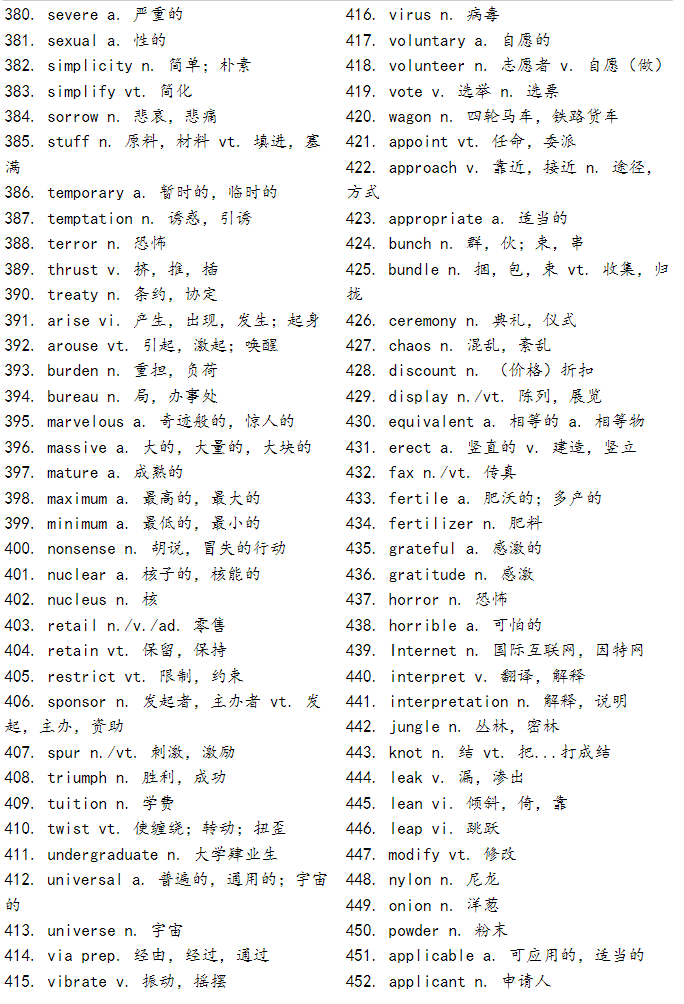 380. severe a. 严重的
381. sexual a. 性的
382. simplicity n. 简单; 朴素
383. simplify vt. 简化
384. sorrow n. 悲哀, 悲痛
385. stuff n. 原料, 材料 vt. 填进, 塞
满
386. temporary a. 暂时的, 临时的
387. temptation n. 诱惑, 引诱
388. terror n. 恐怖
389. thrust v. 挤, 推, 插
390. treaty n. 条约, 协定
391. arise vi. 产生, 出现, 发生; 起身
392. arouse vt. 引起, 激起; 唤醒
393. burden n. 重担, 负荷
394. bureau n. 局, 办事处
395. marvelous a. 奇迹般的, 惊人的
396. massive a. 大的, 大量的, 大块的
397. mature a. 成熟的
398. maximum a. 最高的, 最大的
399. minimum a. 最低的, 最小的
400. nonsense n. 胡说, 冒失的行动
401. nuclear a. 核子的, 核能的
402. nucleus n. 核
403. retail n./v./ad. 零售
404. retain vt. 保留, 保持
405. restrict vt. 限制, 约束
406. sponsor n. 发起者, 主办者 vt. 发
起, 主办, 资助
407. spur n./vt. 刺激, 激励
408. triumph n. 胜利, 成功
409. tuition n. 学费
410. twist vt. 使缠绕; 转动; 扭歪
411. undergraduate n. 大学肄业生
412. universal a. 普遍的, 通用的; 宇宙
的
413. universe n. 宇宙
414. via prep. 经由, 经过, 通过
415. vibrate v. 振动, 摇摆
416. virus n. 病毒
417. voluntary a. 自愿的
418. volunteer n. 志愿者 v. 自愿（做）
419. vote v. 选举 n. 选票
420. wagon n. 四轮马车, 铁路货车
421. appoint vt. 任命, 委派
422. approach v. 靠近, 接近 n. 途径,
方式
423. appropriate a. 适当的
424. bunch n. 群, 伙; 束, 串
425. bundle n. 捆, 包, 束 vt. 收集, 归
拢
426. ceremony n. 典礼, 仪式
427. chaos n. 混乱, 紊乱
428. discount n. （价格）折扣
429. display n./vt. 陈列, 展览
430. equivalent a. 相等的 a. 相等物
431. erect a. 竖直的 v. 建造, 竖立
432. fax n./vt. 传真
433. fertile a. 肥沃的; 多产的
434. fertilizer n. 肥料
435. grateful a. 感激的
436. gratitude n. 感激
437. horror n. 恐怖
438. horrible a. 可怕的
439. Internet n. 国际互联网, 因特网
440. interpret v. 翻译, 解释
441. interpretation n. 解释, 说明
442. jungle n. 丛林, 密林
443. knot n. 结 vt. 把...打成结
444. leak v. 漏, 渗出
445. lean vi. 倾斜, 倚, 靠
446. leap vi. 跳跃
447. modify vt. 修改
448. nylon n. 尼龙
449. onion n. 洋葱
450. powder n. 粉末
451. applicable a. 可应用的, 适当的
452. applicant n. 申请人